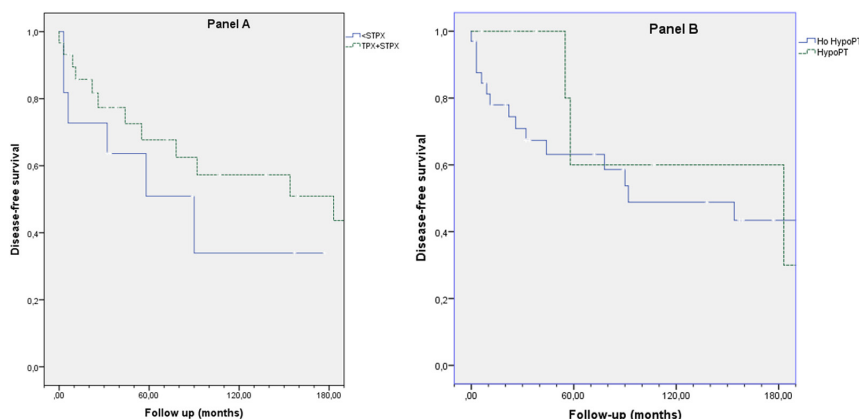 Panel A
<STPX
TPX+STPX
Disease-free survival
1,0
0,8
0,6
0,4
0,2
0,0
,00
60,00
120,00
180,00
Follow up (months)
Panel B
Ho HypoPT
HypoPT
Disease-free survival
1,0
0,8
0,6
0,4
0,2
0,0
,00
60,00
120,00
180,00
Follow-up (months)